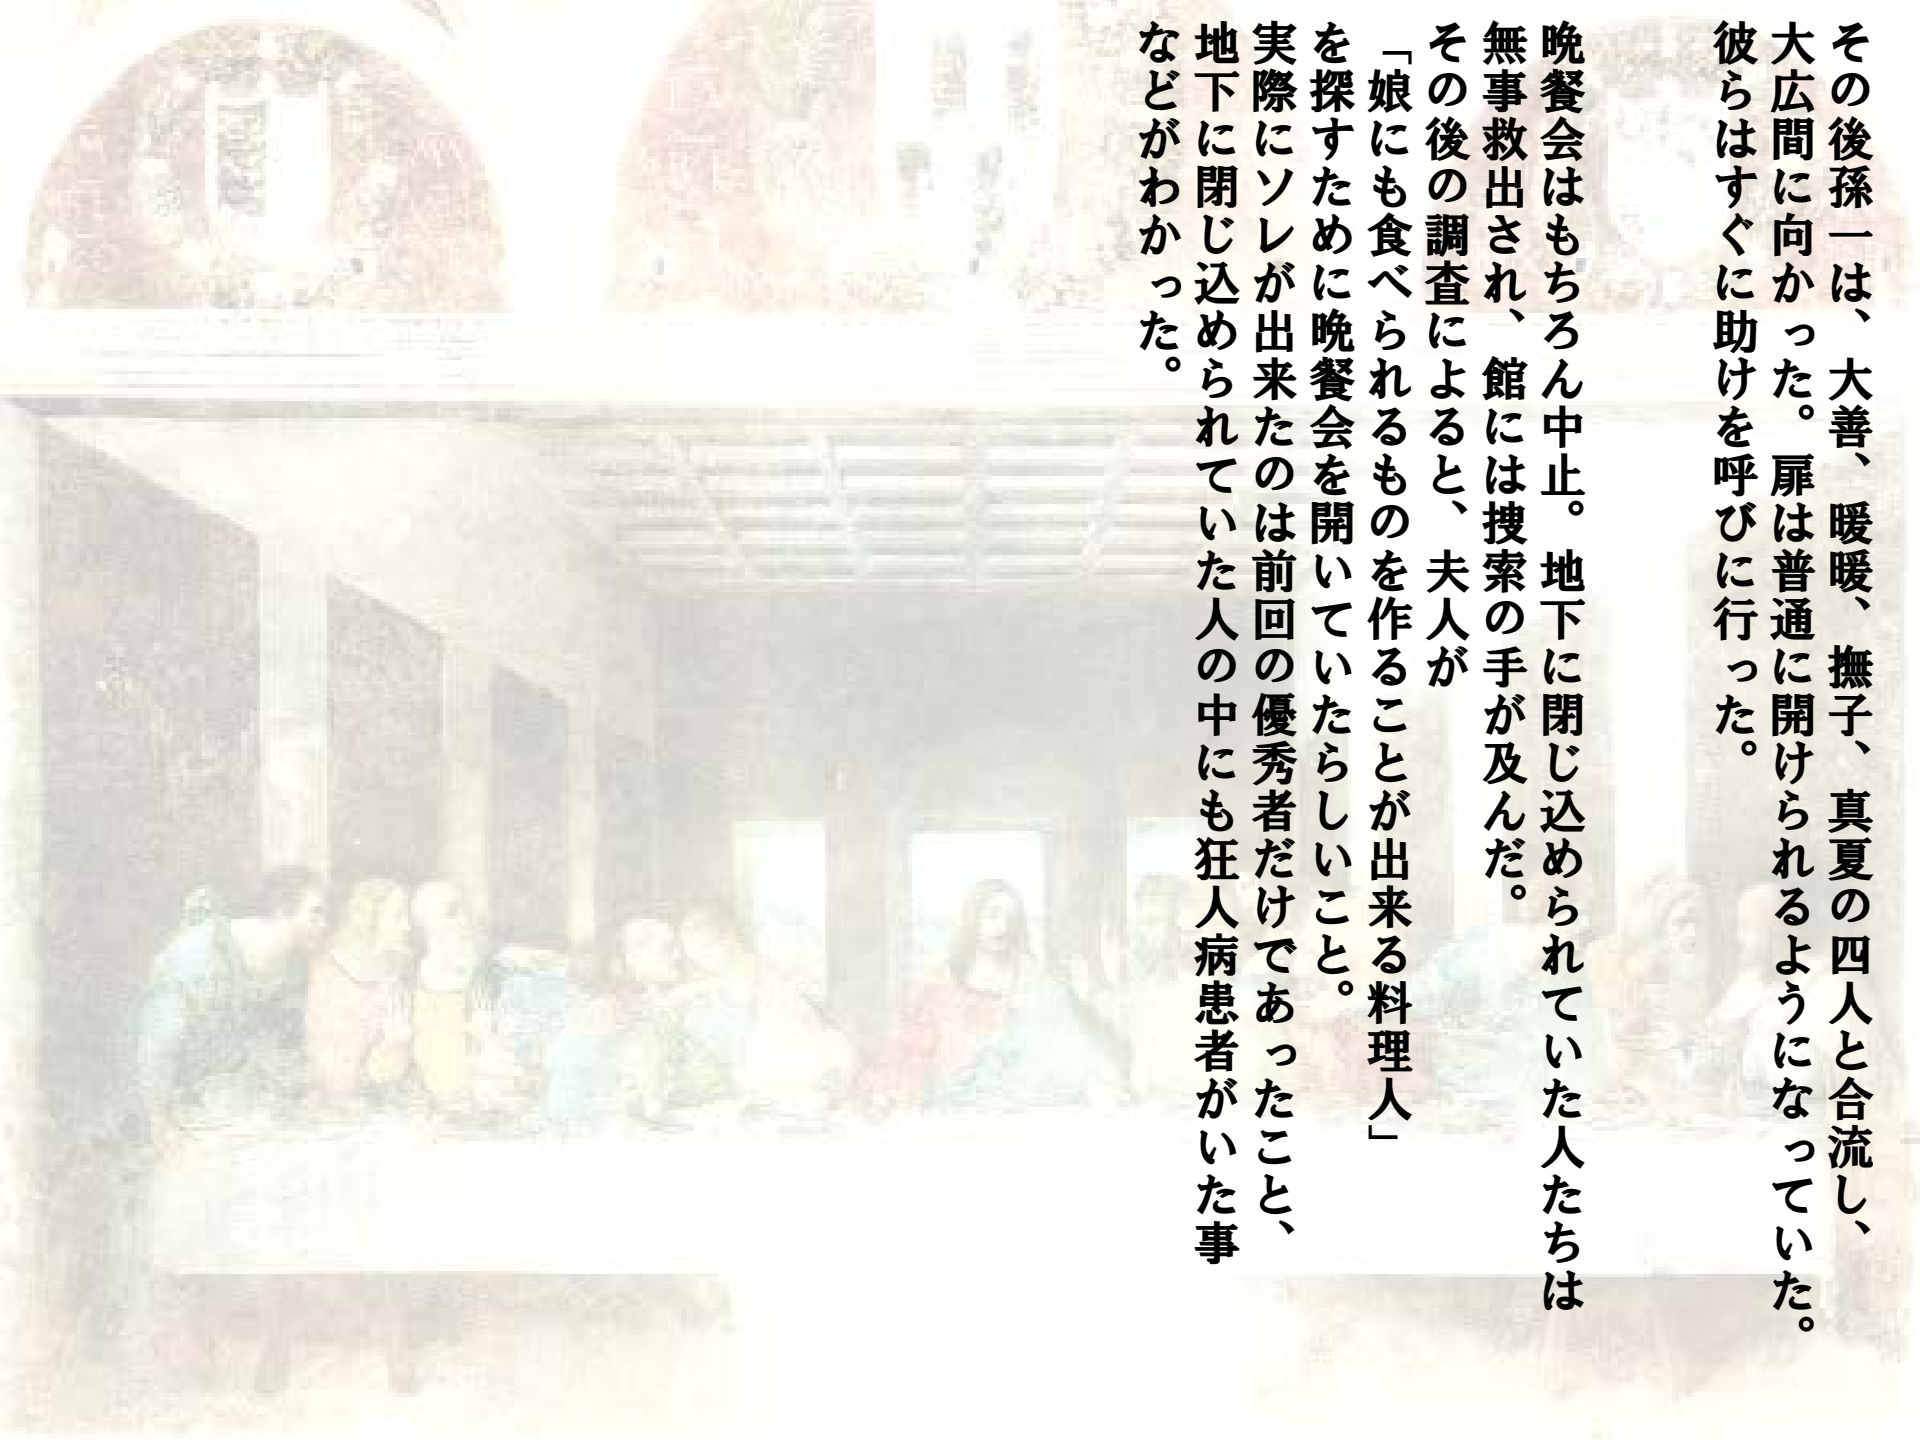 その後孫一は、大善、暖暖、撫子、真夏の四人と合流し、
大広間に向かった。扉は普通に開けられるようになっていた。
彼らはすぐに助けを呼びに行った。
晩餐会はもちろん中止。地下に閉じ込められていた人たちは
無事救出され、館には捜索の手が及んだ。
その後の調査によると、夫人が
「娘にも食べられるものを作ることが出来る料理人」
を探すために晩餐会を開いていたらしいこと。
実際にソレが出来たのは前回の優秀者だけであったこと、
地下に閉じ込められていた人の中にも狂人病患者がいた事
などがわかった。